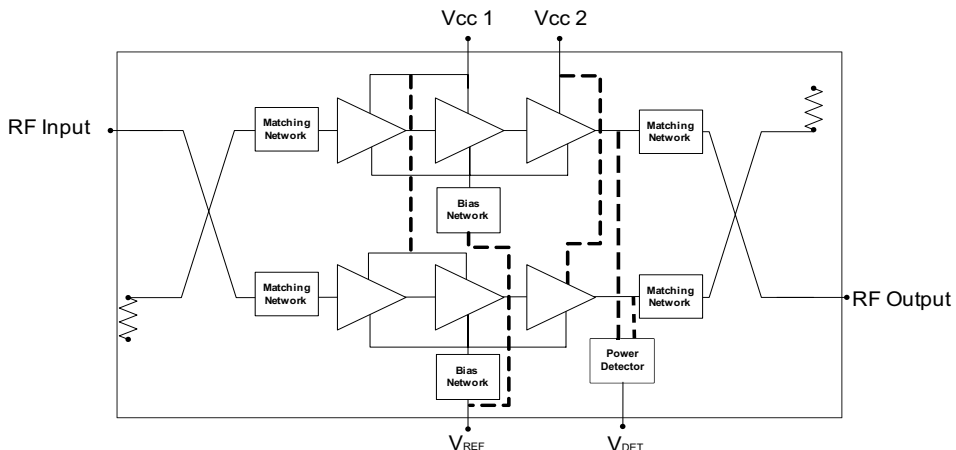 Vcc 1
Vcc 2
RF Input
Matching
Network
Matching
Network
Bias
Network
Matching
Network
Matching
Network
RF Output
Bias
Network
Power
Detector
VREF
VDET